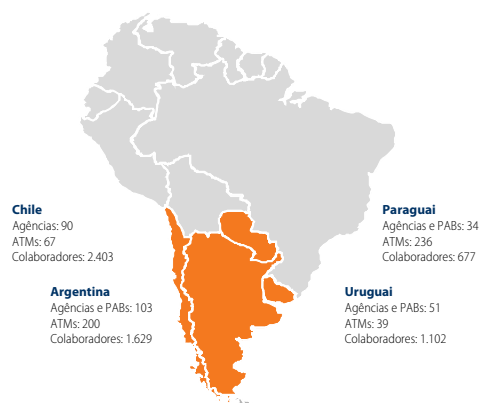 Chile
Agências: 90
ATMs: 67
Colaboradores: 2.403
Paraguai
Agências e PABs: 34
ATMs: 236
Colaboradores: 677
Argentina
Agências e PABs: 103
ATMs: 200
Colaboradores: 1.629
Uruguai
Agências e PABs: 51
ATMs: 39
Colaboradores: 1.102